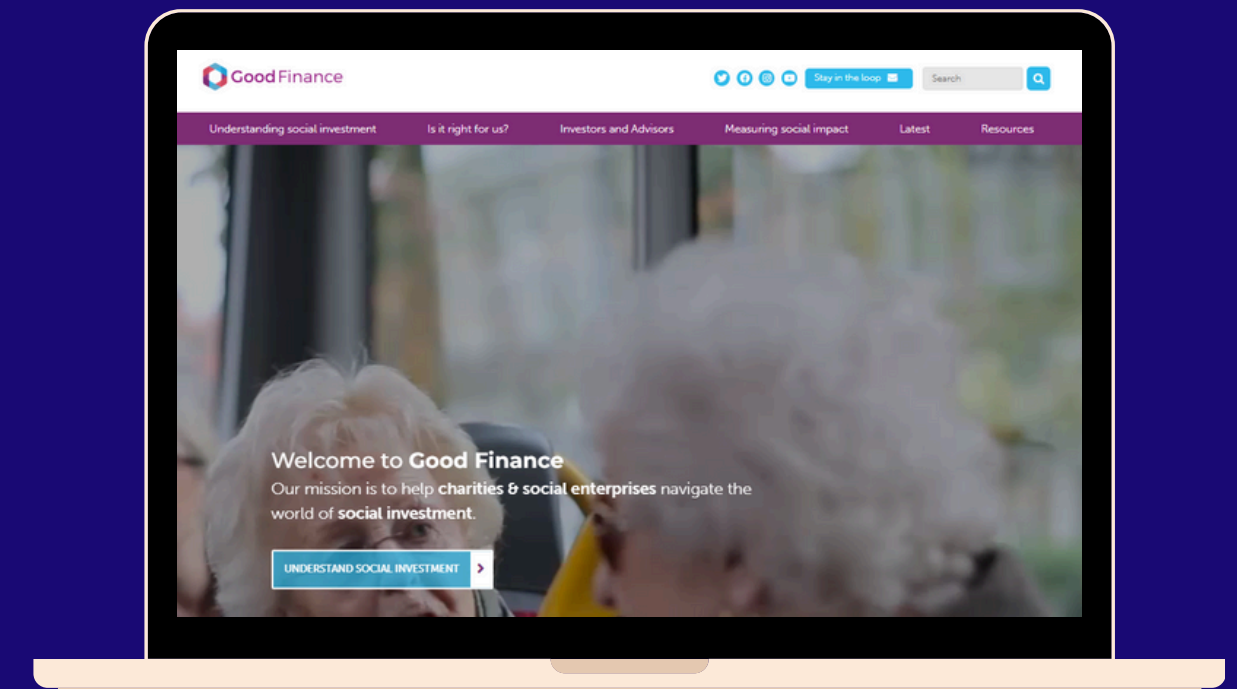 Good Finance
Stay in the loop
Search
Understanding social investment Is it right for us? Investors and Advisors Measuring social impact Latest Resources
Welcome to Good Finance
Our mission is to help charities & social enterprises navigate the
world of social investment.
UNDERSTAND SOCIAL INVESTMENT